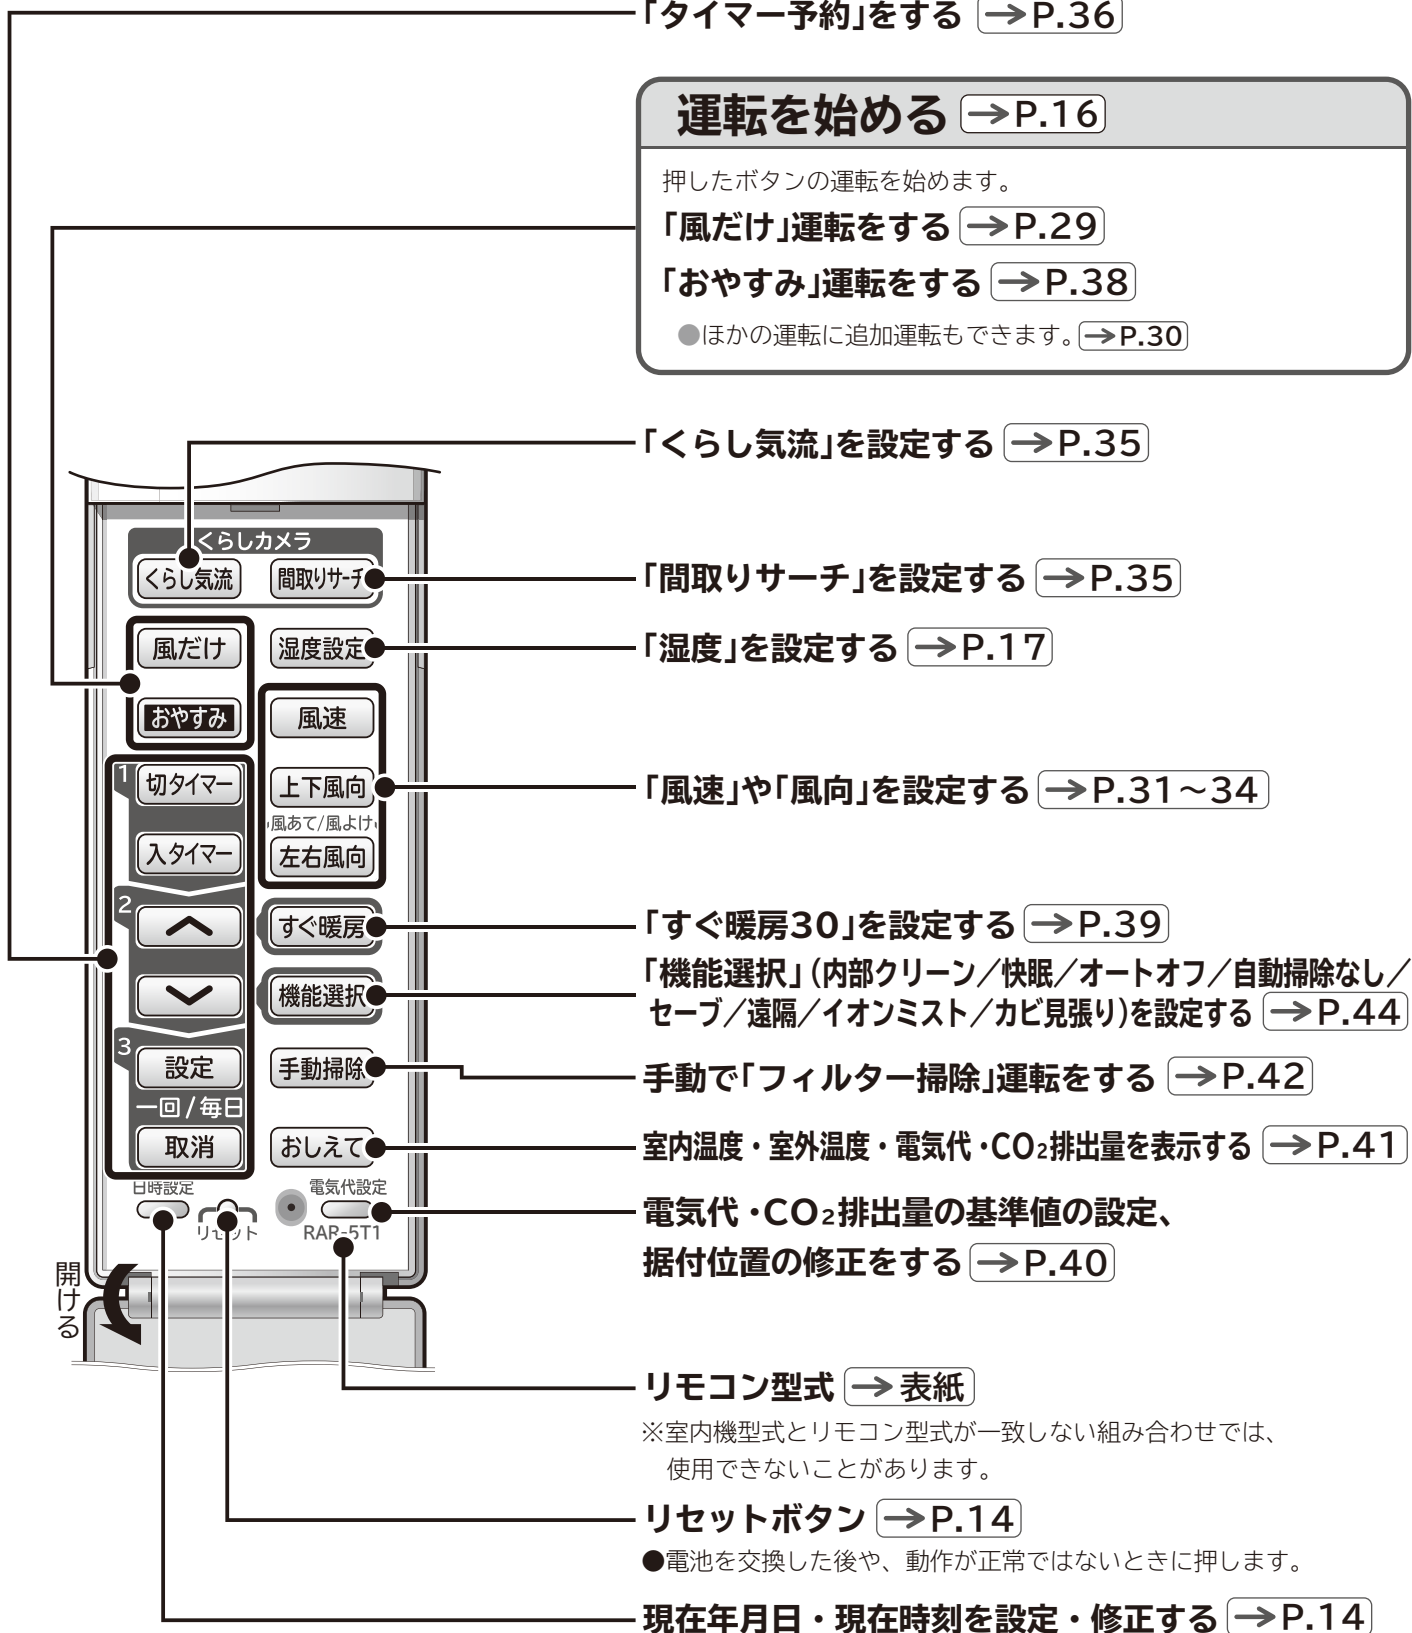 「タイマー予約」をする →P.36
運転を始める →P.16
押したボタンの運転を始めます。
「風だけ」運転をする →P.29
「おやすみ」運転をする →P.38
●ほかの運転に追加運転もできます。→P.30
「くらし気流」を設定する →P.35
くらしカメラ
くらし気流 間取りサーチ
「間取りサーチ」を設定する →P.35
風だけ 湿度設定
「湿度」を設定する →P.17
おやすみ 風速
1 切タイマー 上下風向
「風速」や「風向」を設定する →P.31〜34
風あて/風よけ
入タイマー 左右風向
2
すぐ暖房
「すぐ暖房30」を設定する →P.39
機能選択
「機能選択」(内部クリーン／快眠／オートオフ／自動掃除なし／
セーブ／遠隔／イオンミスト／カビ見張り)を設定する →P.44
3 設定 手動掃除
手動で「フィルター掃除」運転をする →P.42
一回/毎日
取消 おしえて
室内温度・室外温度・電気代・CO2排出量を表示する →P.41
日時設定 電気代設定
リセット RAR-5T1
電気代・CO2排出量の基準値の設定、
据付位置の修正をする →P.40
開ける
リモコン型式 →表紙
※室内機型式とリモコン型式が一致しない組み合わせでは、
使用できないことがあります。
リセットボタン →P.14
●電池を交換した後や、動作が正常ではないときに押します。
現在年月日・現在時刻を設定・修正する →P.14